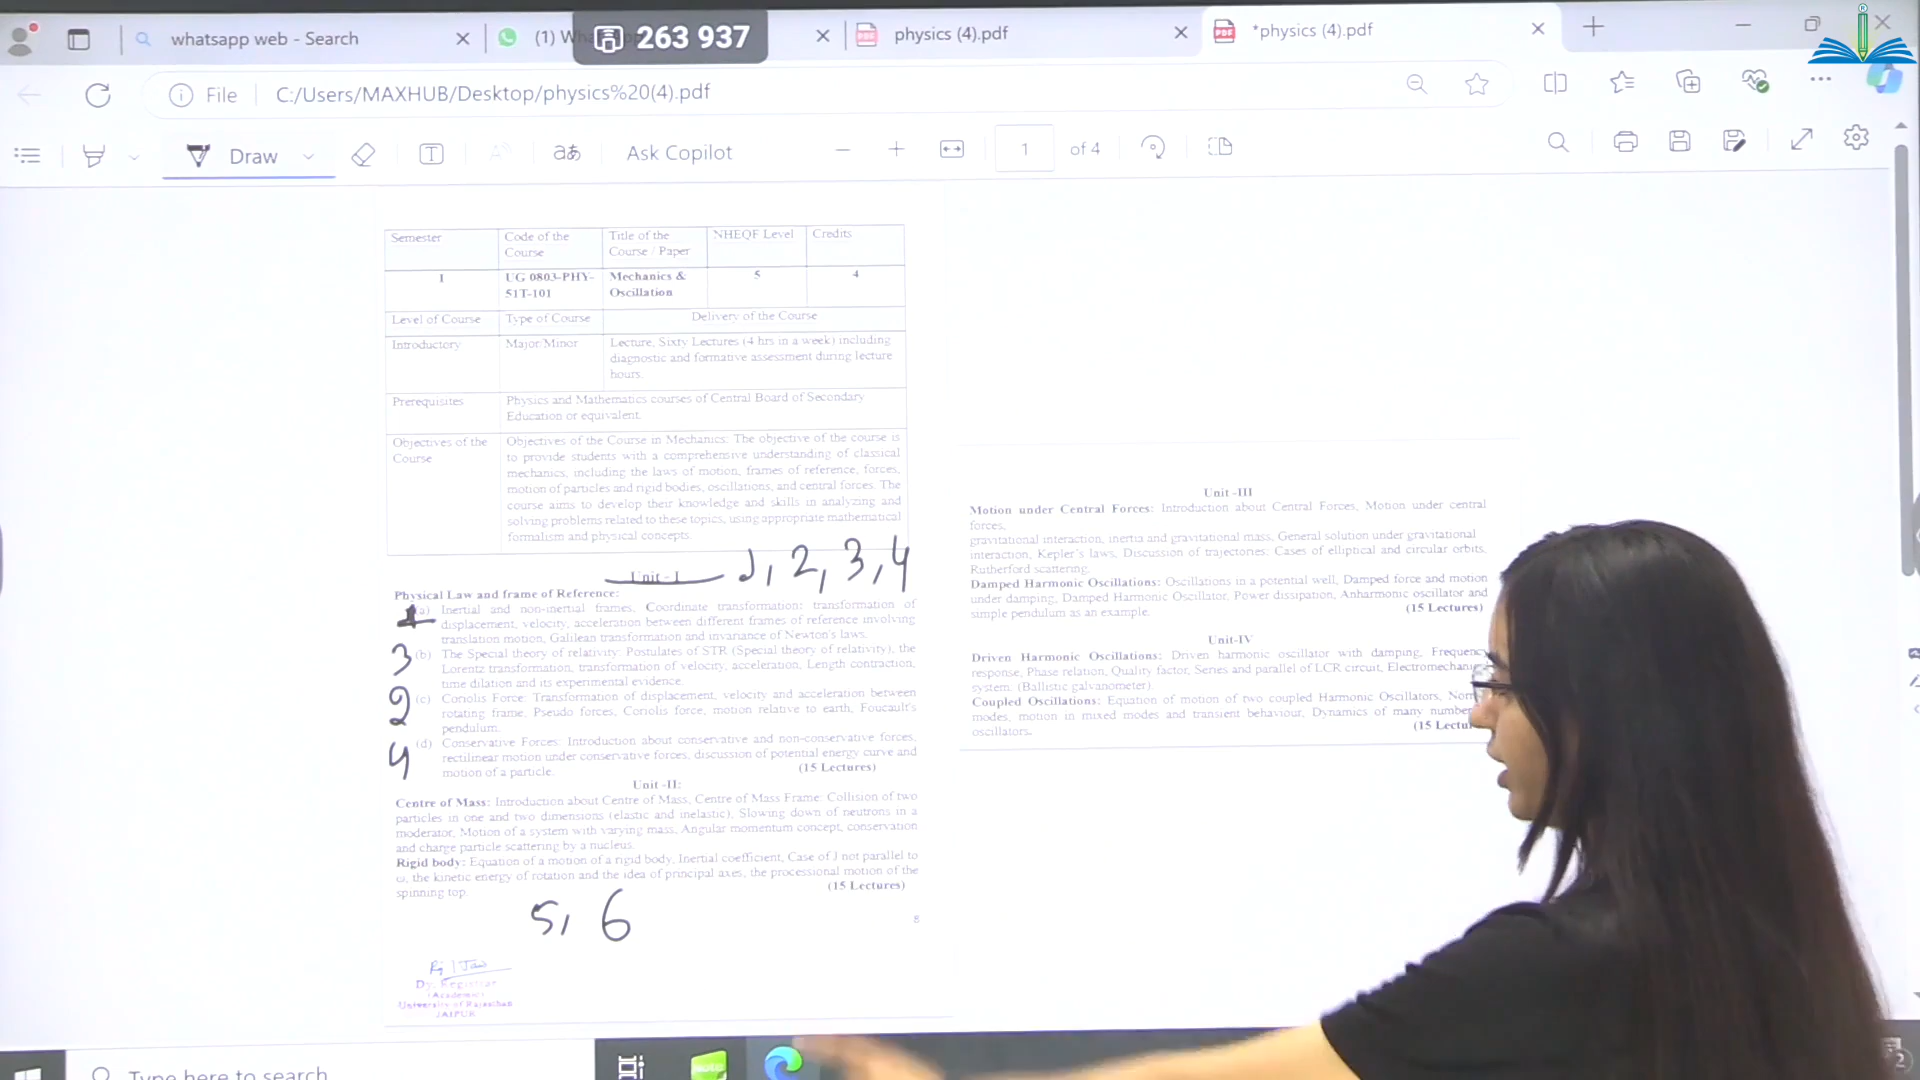 whatsapp web - Search
(1) Wh
263 937
physics (4).pdf
*physics (4).pdf
File
C:/Users/MAXHUB/Desktop/physics%20(4).pdf
Draw
Ask Copilot
1 of 4
Semester
Code of the Course
Title of the Course / Paper
NHEQF Level
Credits
1
UG 0803-PHY-51T-101
Mechanics & Oscillation
5
4
Level of Course
Type of Course
Delivery of the Course
Introductory
Major/Minor
Lecture, Sixty Lectures (4 hrs in a week) including
diagnostic and formative assessment during lecture
hours.
Prerequisites
Physics and Mathematics courses of Central Board of Secondary
Education or equivalent.
Objectives of the Course
Objectives of the Course in Mechanics: The objective of the course is
to provide students with a comprehensive understanding of classical
mechanics, including the laws of motion, frames of reference, forces,
motion of particles and rigid bodies, oscillations, and central forces. The
course aims to develop their knowledge and skills in analyzing and
solving problems related to these topics, using appropriate mathematical
formalism and physical concepts.
Unit - I
1, 2, 3, 4
Physical Law and frame of Reference:
1
(a) Inertial and non-inertial frames, Coordinate transformation: transformation of
displacement, velocity, acceleration between different frames of reference involving
translation motion, Galilean transformation and invariance of Newton's laws.
3
(b) The Special theory of relativity: Postulates of STR (Special theory of relativity), the
Lorentz transformation, transformation of velocity, acceleration, Length contraction,
time dilation and its experimental evidence.
2
(c) Coriolis Force: Transformation of displacement, velocity and acceleration between
rotating frame, Pseudo forces, Coriolis force, motion relative to earth, Foucault's
pendulum.
4
(d) Conservative Forces: Introduction about conservative and non-conservative forces,
rectilinear motion under conservative forces, discussion of potential energy curve and
motion of a particle.
(15 Lectures)
Unit -II:
Centre of Mass: Introduction about Centre of Mass, Centre of Mass Frame: Collision of two
particles in one and two dimensions (elastic and inelastic), Slowing down of neutrons in a
moderator, Motion of a system with varying mass, Angular momentum concept, conservation
and charge particle scattering by a nucleus.
Rigid body: Equation of a motion of a rigid body, Inertial coefficient, Case of J not parallel to
ω, the kinetic energy of rotation and the idea of principal axes, the processional motion of the
spinning top.
(15 Lectures)
5, 6
8
Dy. Registrar
(Academic)
University of Rajasthan
JAIPUR
Unit -III
Motion under Central Forces: Introduction about Central Forces, Motion under central
forces,
gravitational interaction, inertia and gravitational mass, General solution under gravitational
interaction, Kepler's laws, Discussion of trajectories: Cases of elliptical and circular orbits,
Rutherford scattering.
Damped Harmonic Oscillations: Oscillations in a potential well, Damped force and motion
under damping, Damped Harmonic Oscillator, Power dissipation, Anharmonic oscillator and
simple pendulum as an example.
(15 Lectures)
Unit-IV
Driven Harmonic Oscillations: Driven harmonic oscillator with damping, Frequency
response, Phase relation, Quality factor, Series and parallel of LCR circuit, Electromechani
system. (Ballistic galvanometer).
Coupled Oscillations: Equation of motion of two coupled Harmonic Oscillators, Nor
modes, motion in mixed modes and transient behaviour, Dynamics of many number
oscillators.
(15 Lectu
Type here to search